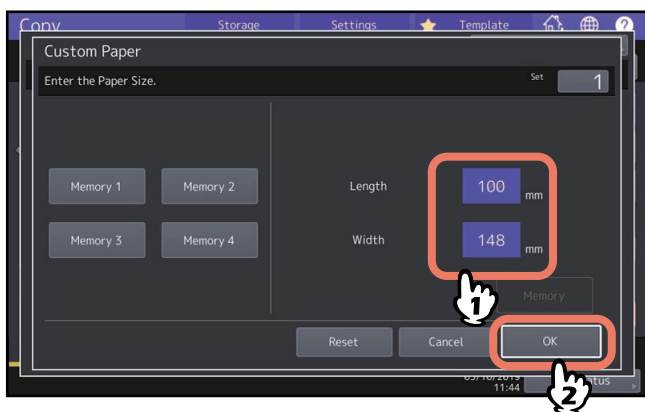 Copy Storage Settings Template ?
Custom Paper
Enter the Paper Size. Set 1
Memory 1 Memory 2 Length 100 mm
Memory 3 Memory 4 Width 148 mm
1
Memory
Reset Cancel OK
11:44
2